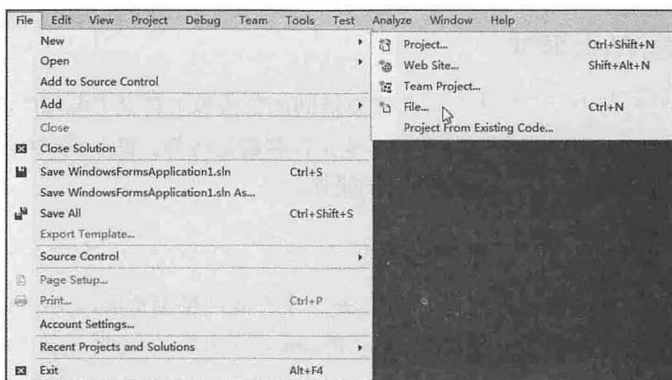 File Edit View Project Debug Team Tools Test Analyze Window Help
New
Open
Add to Source Control
Add
Close
Close Solution
Save WindowsFormsApplication1.sln Ctrl+S
Save WindowsFormsApplication1.sln As...
Save All Ctrl+Shift+S
Export Template...
Source Control
Page Setup...
Print... Ctrl+P
Account Settings...
Recent Projects and Solutions
Exit Alt+F4
Project... Ctrl+Shift+N
Web Site... Shift+Alt+N
Team Project...
File... Ctrl+N
Project From Existing Code...